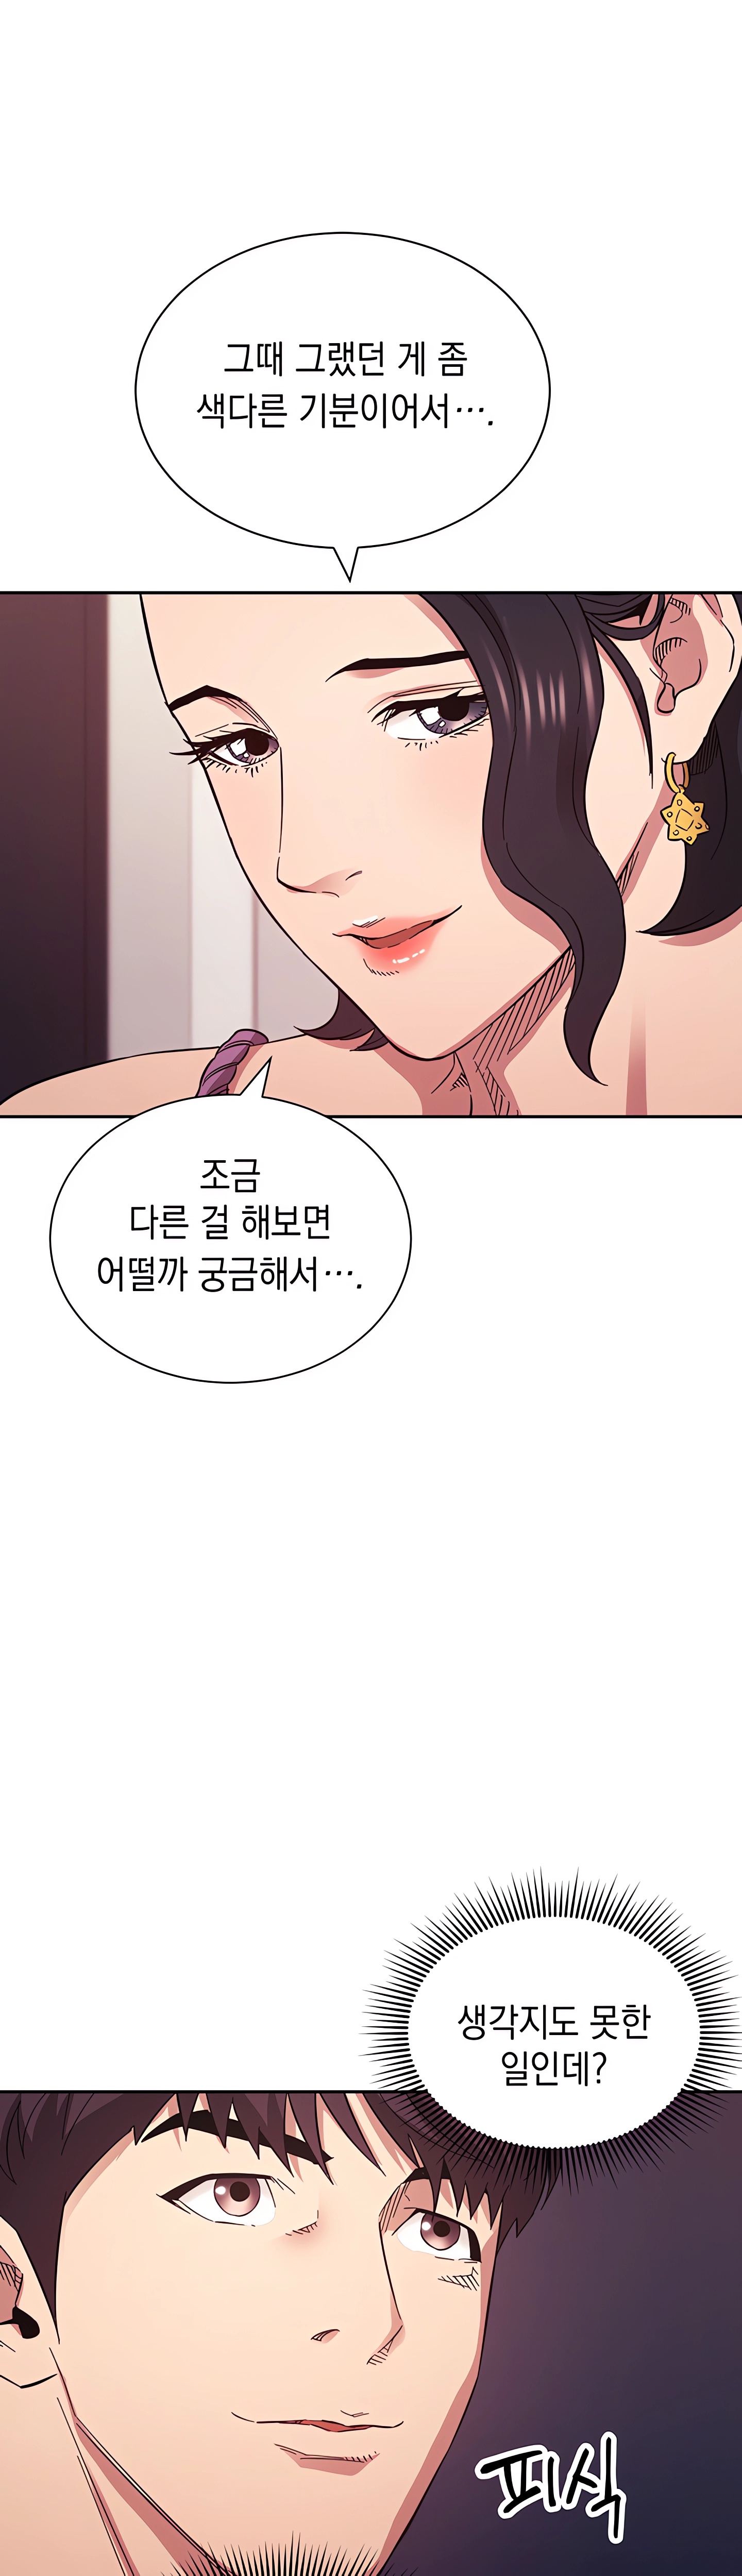 그때 그랬던 게 좀
색다른 기분이어서….
조금
다른 걸 해보면
어떨까 궁금해서….
생각지도 못한
일인데?
피식